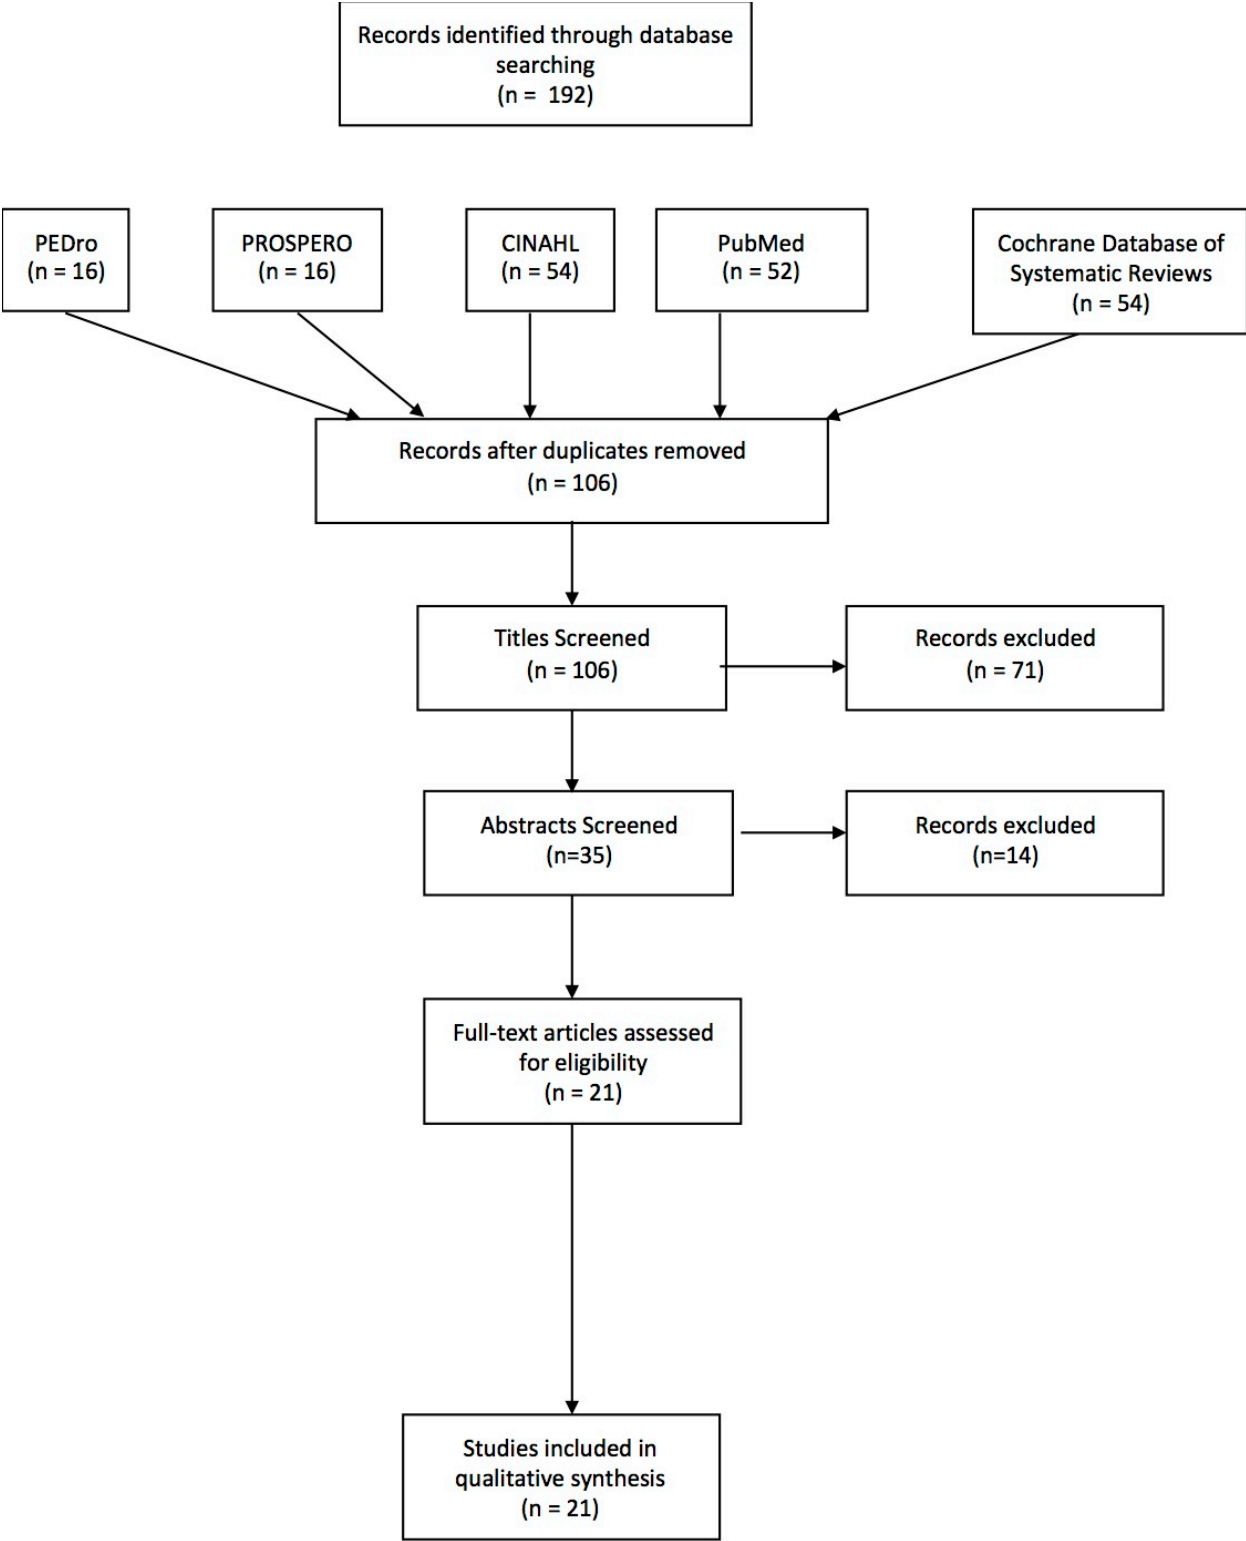 Records identified through database
searching
(n =  192)
PEDro
(n = 16)
PROSPERO
(n = 16)
CINAHL
(n = 54)
PubMed
(n = 52)
Cochrane Database of
Systematic Reviews
(n = 54)
Records after duplicates removed
(n = 106)
Titles Screened
(n = 106)
Records excluded
(n = 71)
Abstracts Screened
(n=35)
Records excluded
(n=14)
Full-text articles assessed
for eligibility
(n = 21)
Studies included in
qualitative synthesis
(n = 21)